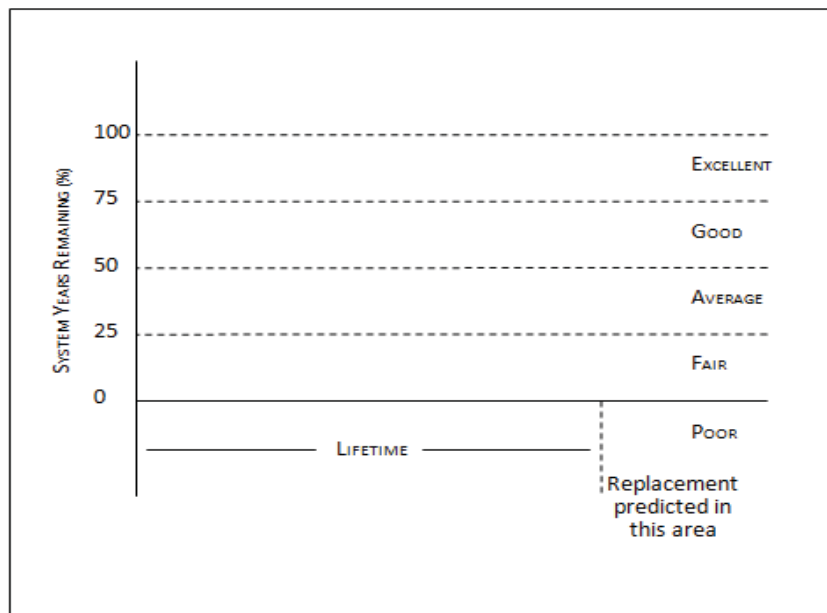 100
EXCELLENT
75
GOOD
50
AVERAGE
25
FAIR
0
POOR
SYSTEM YEARS REMAINING (%)
LIFETIME
Replacement
predicted in
this area